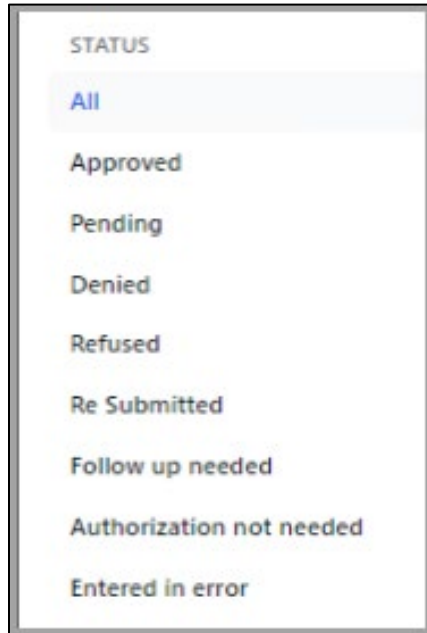 STATUS
All
Approved
Pending
Denied
Refused
Re Submitted
Follow up needed
Authorization not needed
Entered in error